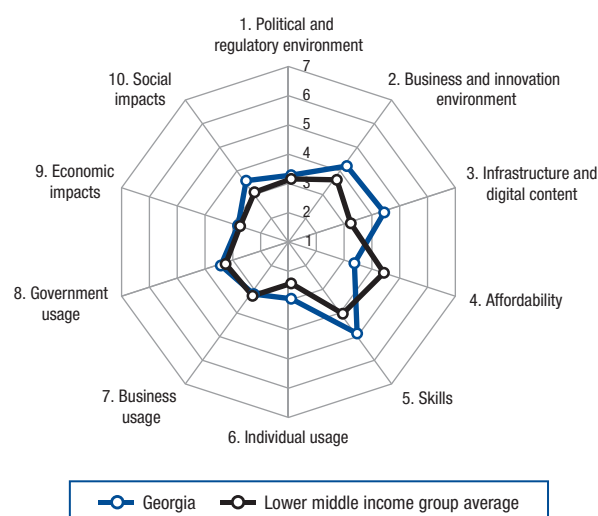 1. Political and
regulatory environment
2. Business and innovation
environment
3. Infrastructure and
digital content
4. Affordability
5. Skills
6. Individual usage
7. Business
usage
8. Government
usage
9. Economic
impacts
10. Social
impacts
7
6
5
4
3
2
1
Georgia
Lower middle income group average